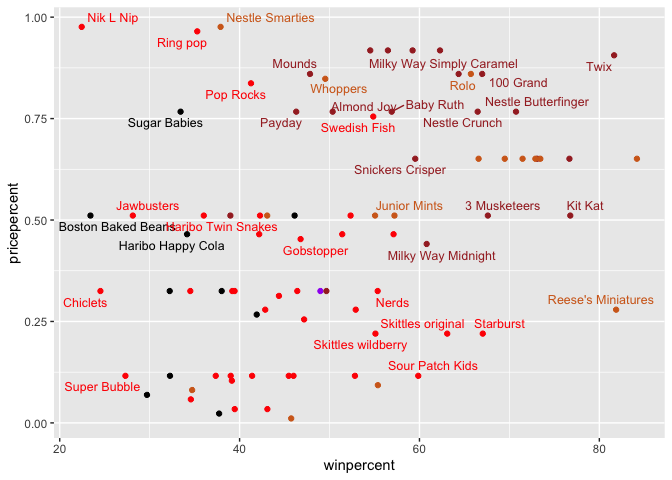 1.00
Nik L Nip
Nestle Smarties
Ring pop
Mounds
Milky Way Simply Caramel
Twix
Whoppers
Rolo
100 Grand
Pop Rocks
Almond Joy
Baby Ruth
Nestle Butterfinger
0.75
Sugar Babies
Payday
Swedish Fish
Nestle Crunch
Snickers Crisper
pricepercent
Jawbusters
Junior Mints
3 Musketeers
Kit Kat
0.50
Boston Baked Beans
Haribo Twin Snakes
Haribo Happy Cola
Gobstopper
Milky Way Midnight
Chiclets
Nerds
Reese's Miniatures
0.25
Skittles original
Starburst
Skittles wildberry
Sour Patch Kids
Super Bubble
0.00
20
40
60
80
winpercent